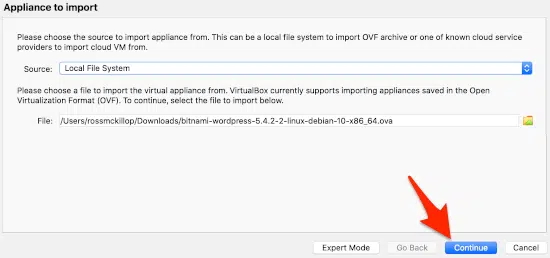 Appliance to import
Please choose the source to import appliance from. This can be a local file system to import OVF archive or one of known cloud service
providers to import cloud VM from.
Source: Local File System
Please choose a file to import the virtual appliance from. VirtualBox currently supports importing appliances saved in the Open
Virtualization Format (OVF). To continue, select the file to import below.
File: /Users/rossmckillop/Downloads/bitnami-wordpress-5.4.2-2-linux-debian-10-x86_64.ova
Expert Mode Go Back Continue Cancel